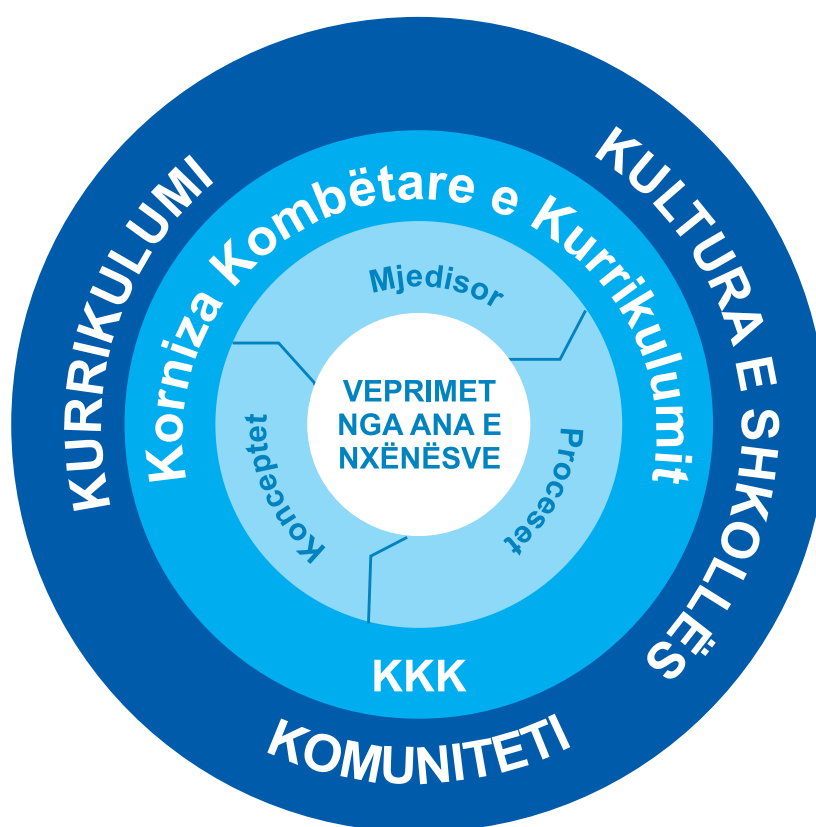 KURRIKULUMI
KULTURA E SHKOLLËS
KOMUNITETI
Korniza Kombëtare e Kurrikulumit
KKK
Mjedisor
Konceptet
Proceset
VEPRIMET
NGA ANA E
NXËNËSVE